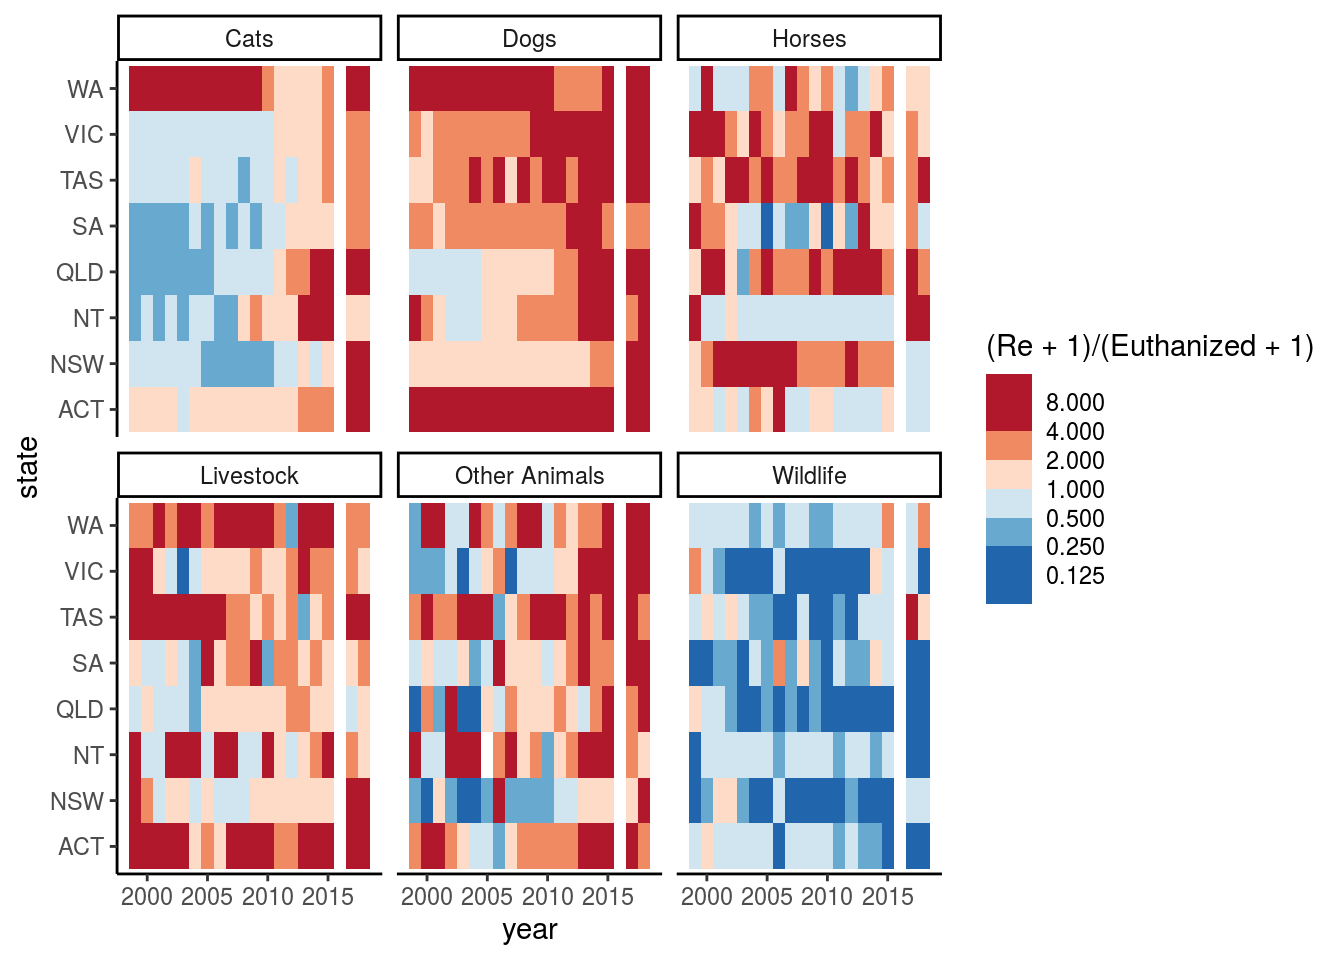 Cats Dogs Horses
WA
VIC
TAS
SA
QLD
NT
NSW
ACT
Livestock Other Animals Wildlife
WA
VIC
TAS
SA
QLD
NT
NSW
ACT
2000 2005 2010 2015 2000 2005 2010 2015 2000 2005 2010 2015
year
state
(Re + 1)/(Euthanized + 1)
8.000
4.000
2.000
1.000
0.500
0.250
0.125